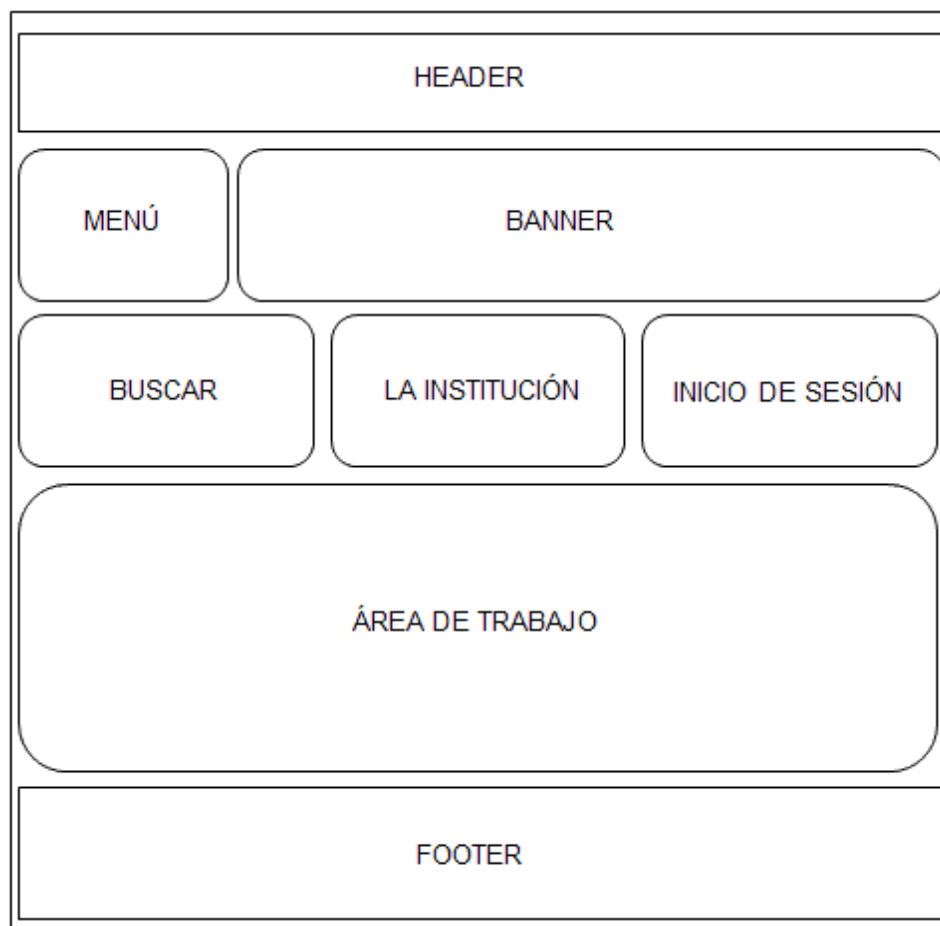 HEADER
MENÚ
BANNER
BUSCAR
LA INSTITUCIÓN
INICIO DE SESIÓN
ÁREA DE TRABAJO
FOOTER